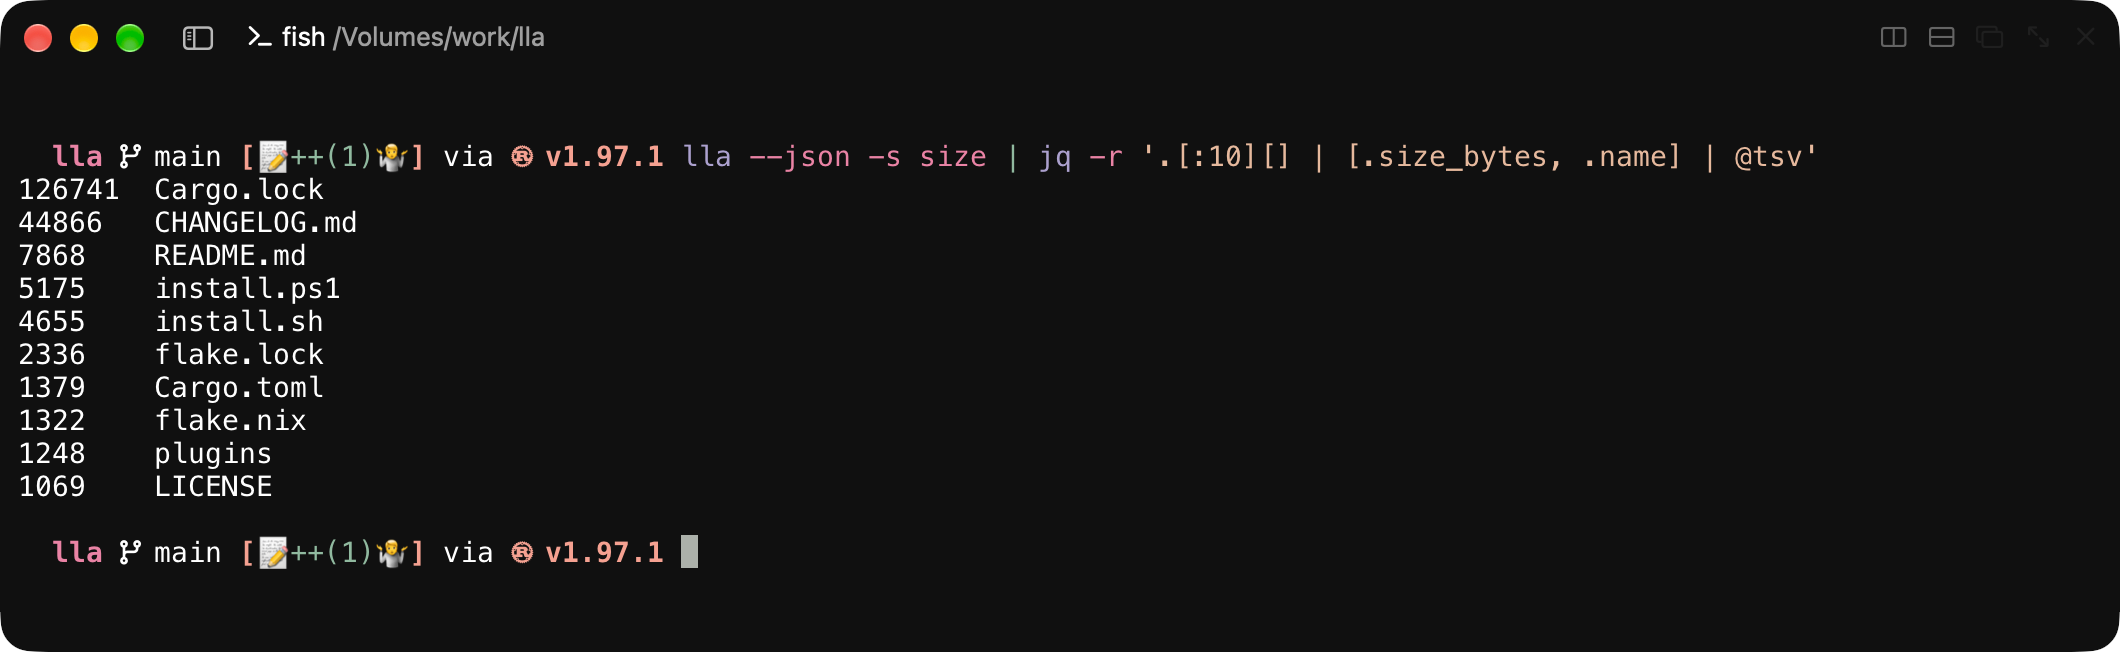 fish /Volumes/work/lla
lla main [📝++(1)🤷] via v1.97.1 lla --json -s size | jq -r '.[:10][] | [.size_bytes, .name] | @tsv'
126741 Cargo.lock
44866 CHANGELOG.md
7868 README.md
5175 install.ps1
4655 install.sh
2336 flake.lock
1379 Cargo.toml
1322 flake.nix
1248 plugins
1069 LICENSE
lla main [📝++(1)🤷] via v1.97.1